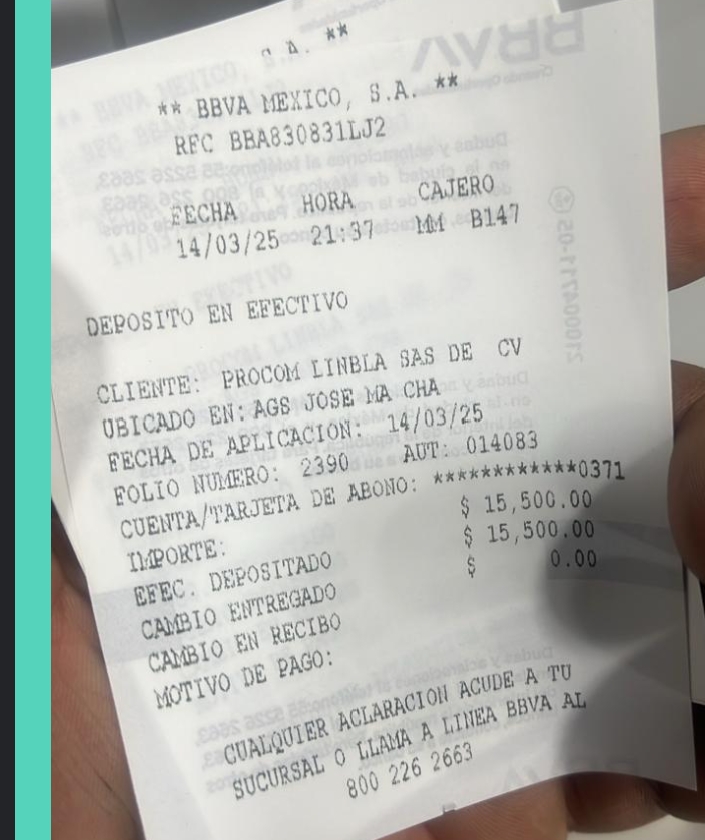 S.A. **
** BBVA MEXICO, S.A. **
RFC BBA830831LJ2
FECHA HORA CAJERO
14/03/25 21:37 MM B147
DEPOSITO EN EFECTIVO
CLIENTE: PROCOM LINBLA SAS DE CV
UBICADO EN: AGS JOSE MA CHA
FECHA DE APLICACION: 14/03/25
FOLIO NUMERO: 2390 AUT: 014083
CUENTA/TARJETA DE ABONO: ************0371
IMPORTE: $ 15,500.00
EFEC. DEPOSITADO $ 15,500.00
CAMBIO ENTREGADO $ 0.00
CAMBIO EN RECIBO
MOTIVO DE PAGO:
CUALQUIER ACLARACION ACUDE A TU
SUCURSAL O LLAMA A LINEA BBVA AL
800 226 2663